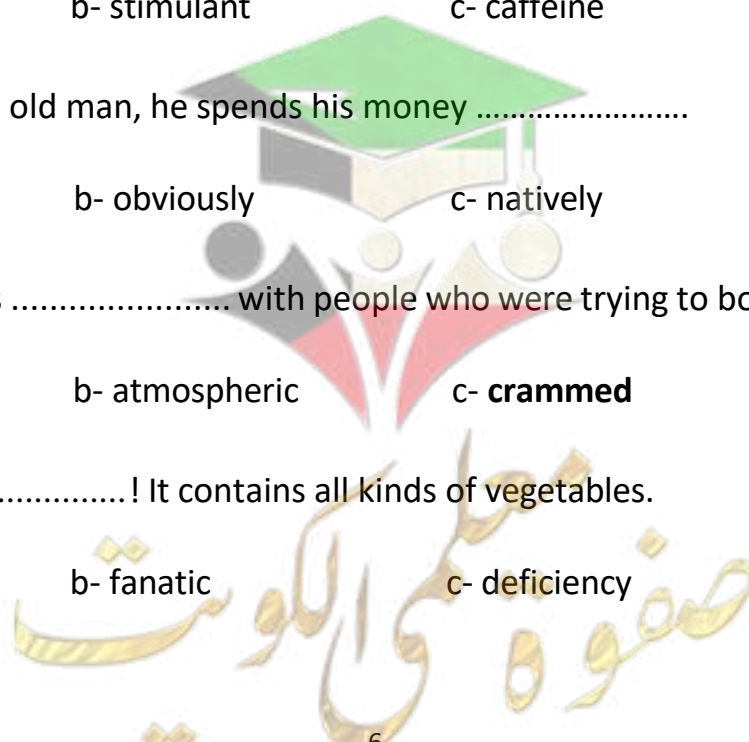 b- stimulant c- caffeine
old man, he spends his money …………………….
b- obviously c- natively
....................... with people who were trying to
b- atmospheric c- crammed
..............! It contains all kinds of vegetables.
b- fanatic c- deficiency
صفوة معلمي الكويت
6